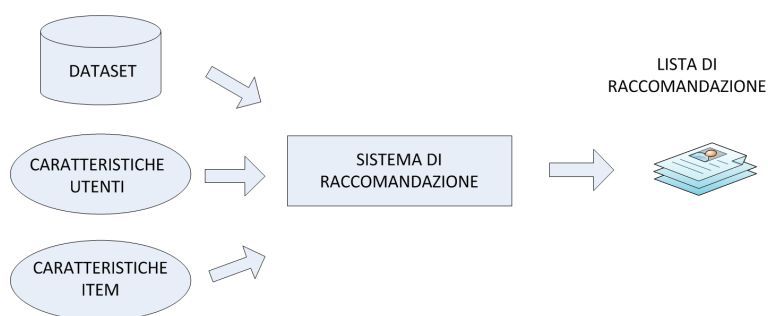 DATASET
CARATTERISTICHE
UTENTI
CARATTERISTICHE
ITEM
SISTEMA DI
RACCOMANDAZIONE
LISTA DI
RACCOMANDAZIONE